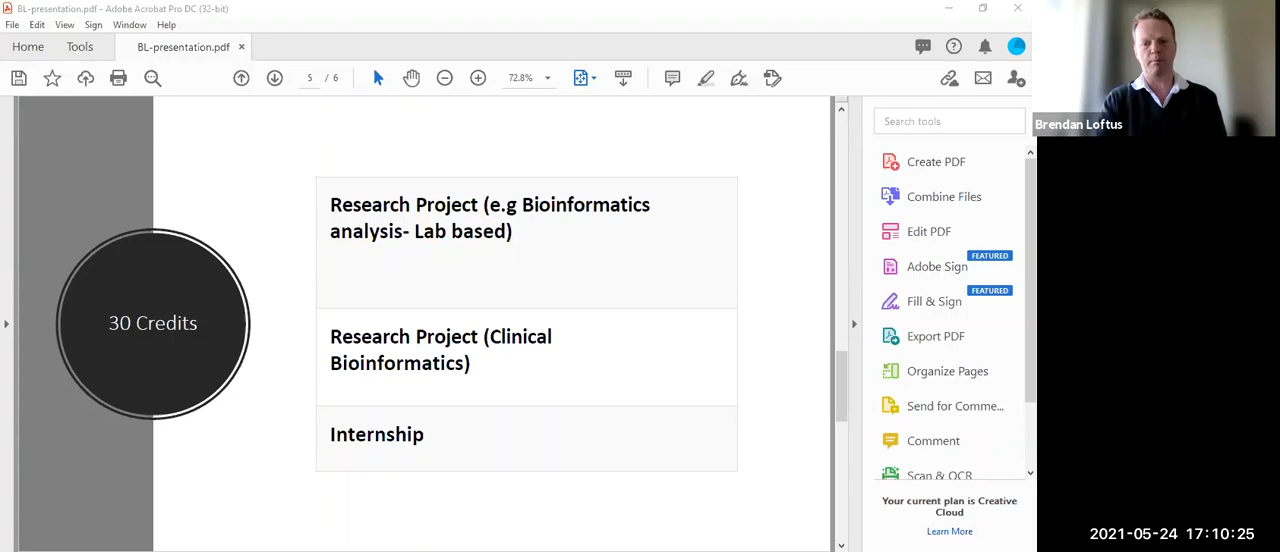 BL-presentation.pdf - Adobe Acrobat Pro DC (32-bit)
File Edit View Sign Window Help
Home Tools BL-presentation.pdf ×
5 / 6 72.8%
Search tools
Create PDF
Combine Files
Edit PDF
FEATURED
Adobe Sign
FEATURED
Fill & Sign
Export PDF
Organize Pages
Send for Comme...
Comment
Scan & OCR
Your current plan is Creative
Cloud
Learn More
30 Credits
Research Project (e.g Bioinformatics
analysis- Lab based)
Research Project (Clinical
Bioinformatics)
Internship
Brendan Loftus
2021-05-24 17:10:25